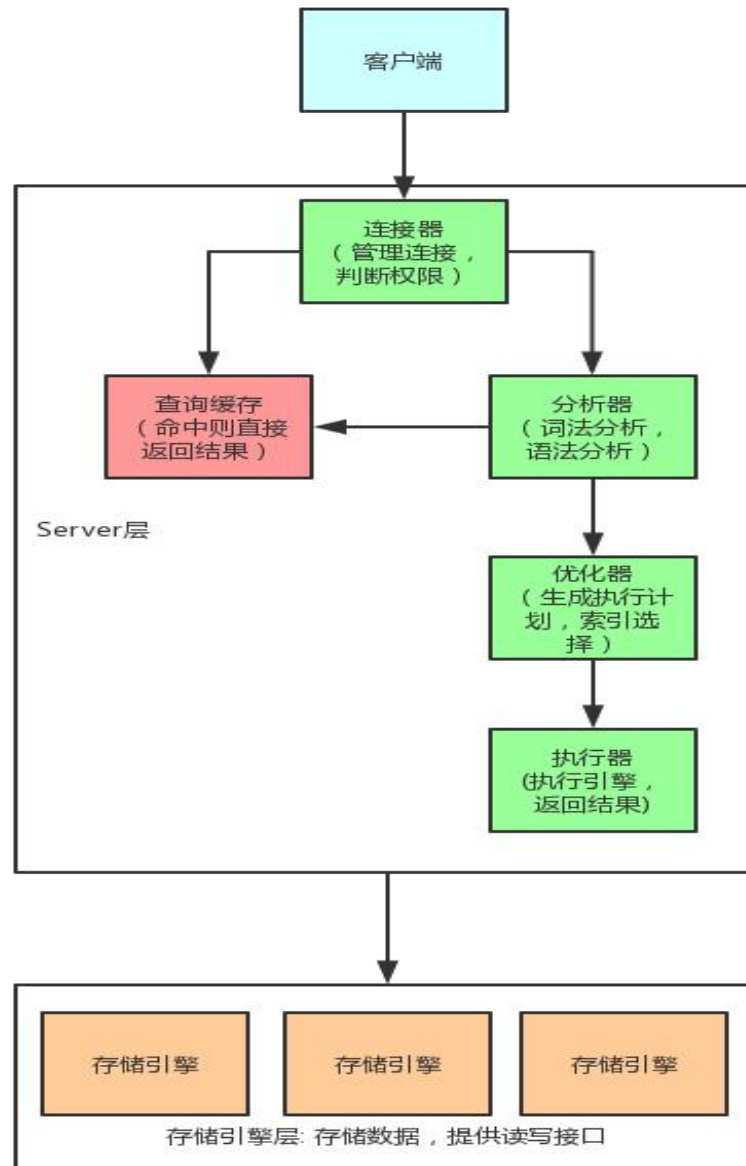 客户端
连接器
（管理连接，
判断权限）
查询缓存
（命中则直接
返回结果）
分析器
（词法分析，
语法分析）
Server层
优化器
（生成执行计
划，索引选
择）
执行器
(执行引擎，
返回结果)
存储引擎
存储引擎
存储引擎
存储引擎层: 存储数据，提供读写接口